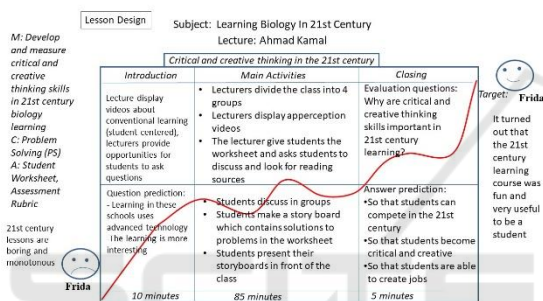 Lesson Design
Subject: Learning Biology In 21st Century
Lecture: Ahmad Kamal
M: Develop
and measure
critical and
creative
thinking skills
in 21st century
biology
learning
C: Problem
Solving (PS)
A: Student
Worksheet,
Assessment
Rubric
21st century
lessons are
boring and
monotonous
Frida
Critical and creative thinking in the 21st century
Introduction
Lecture display
videos about
conventional learning
(student centered),
lecturers provide
opportunities for
students to ask
questions
Question prediction:
- Learning in these
schools uses
advanced technology
- The learning is more
interesting
10 minutes
Main Activities
• Lecturers divide the class into 4
groups
• Lecturers display apperception
videos
• The lecturer give students the
worksheet and asks students to
discuss and look for reading
sources
• Students discuss in groups
• Students make a story board
which contains solutions to
problems in the worksheet
• Students present their
storyboards in front of the
class
85 minutes
Closing
Evaluation questions:
Why are critical and
creative thinking
skills important in
21st century
learning?
Answer prediction:
•So that students can
compete in the 21st
century
•So that students become
critical and creative
•So that students are able
to create jobs
5 minutes
Frida
Target:
It turned
out that
the 21st
century
learning
course was
fun and
very useful
to be a
student